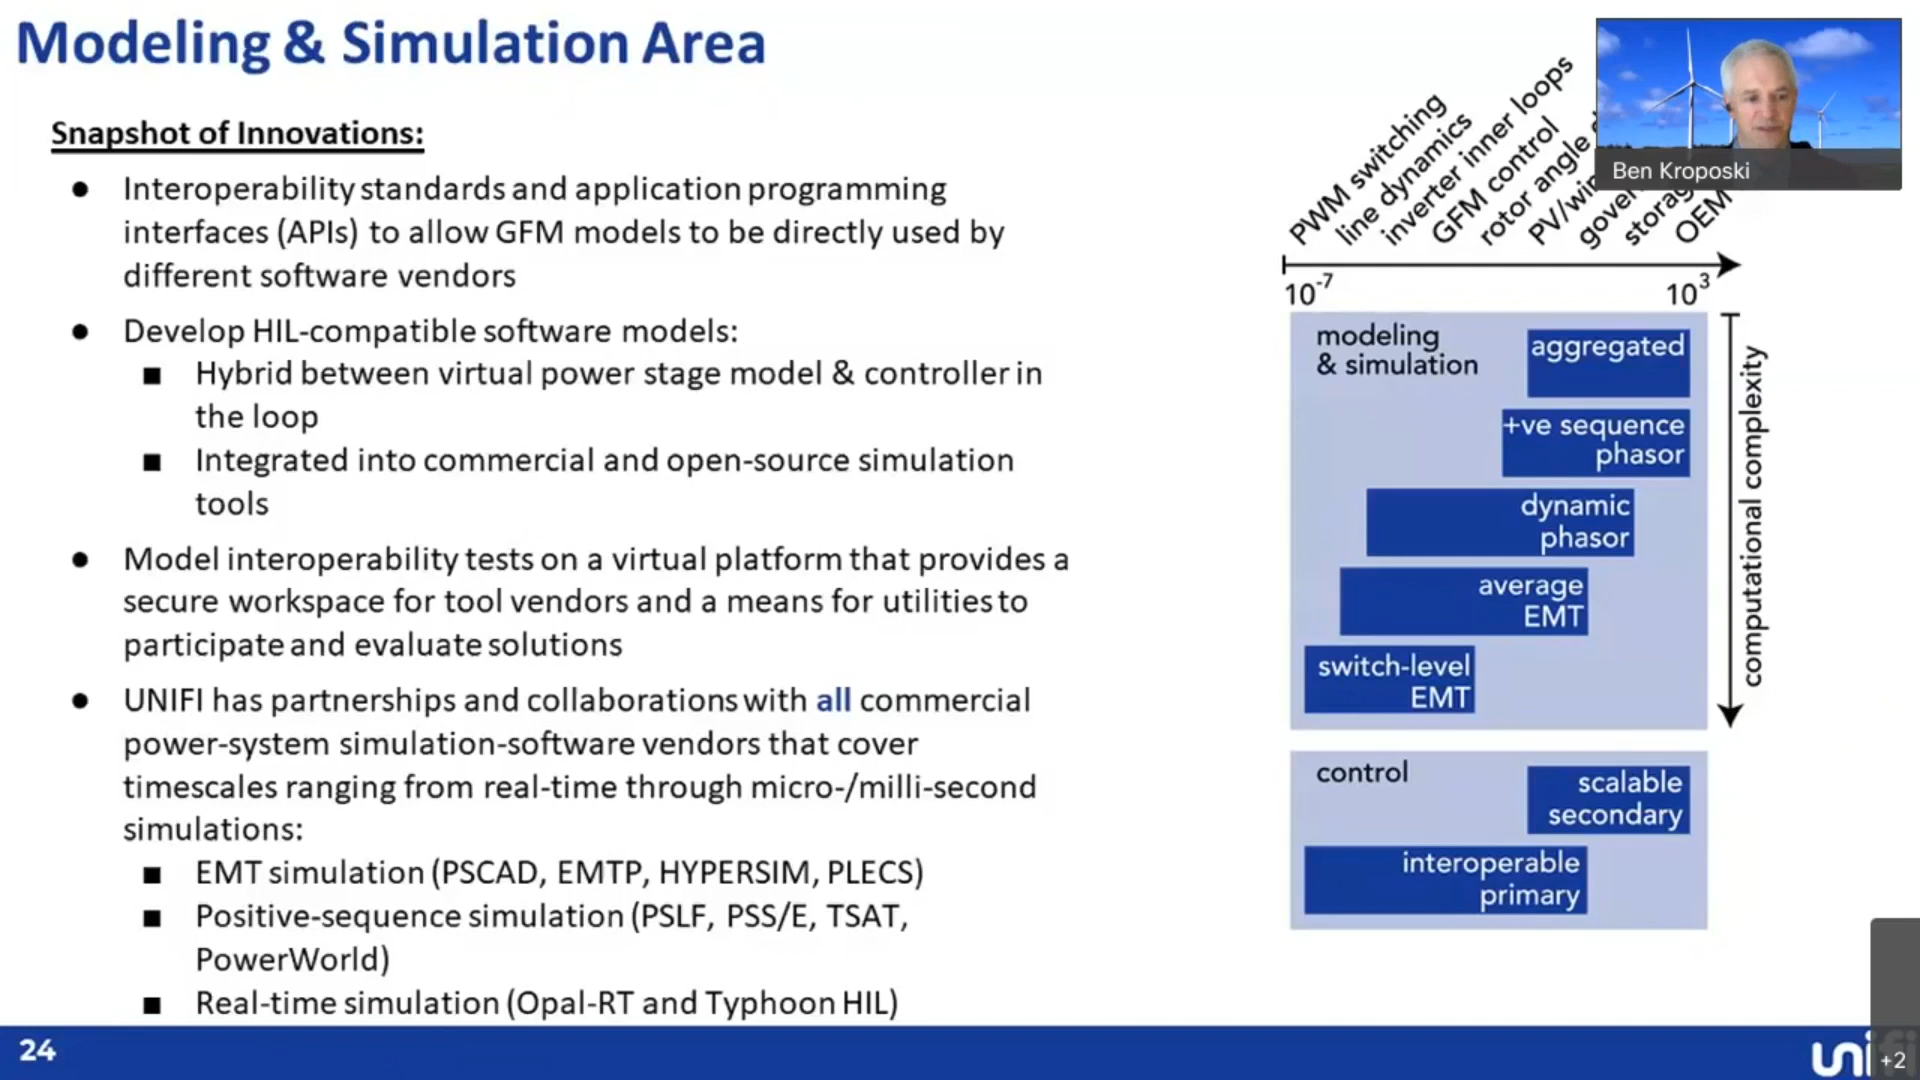 Modeling & Simulation Area
Snapshot of Innovations:
● Interoperability standards and application programming
interfaces (APIs) to allow GFM models to be directly used by
different software vendors
● Develop HIL-compatible software models:
■ Hybrid between virtual power stage model & controller in
the loop
■ Integrated into commercial and open-source simulation
tools
● Model interoperability tests on a virtual platform that provides a
secure workspace for tool vendors and a means for utilities to
participate and evaluate solutions
● UNIFI has partnerships and collaborations with all commercial
power-system simulation-software vendors that cover
timescales ranging from real-time through micro-/milli-second
simulations:
■ EMT simulation (PSCAD, EMTP, HYPERSIM, PLECS)
■ Positive-sequence simulation (PSLF, PSS/E, TSAT,
PowerWorld)
■ Real-time simulation (Opal-RT and Typhoon HIL)
PWM switching
line dynamics
inverter inner loops
GFM control
rotor angle
OEM
Ben Kroposki
10⁻⁷
10³
modeling
& simulation
aggregated
+ve sequence
phasor
dynamic
phasor
average
EMT
switch-level
EMT
computational complexity
control
scalable
secondary
interoperable
primary
24
+2